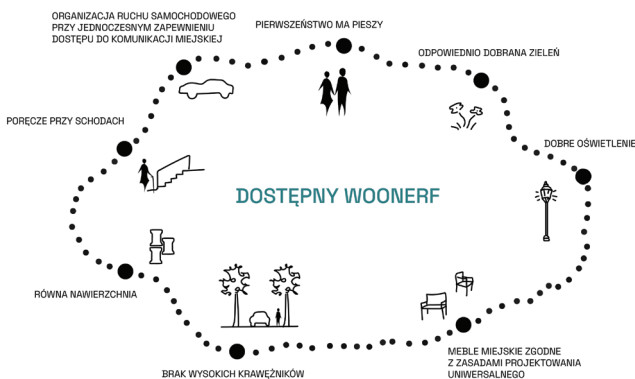 ORGANIZACJA RUCHU SAMOCHODOWEGO
PRZY JEDNOCZESNYM ZAPEWNIENIU
DOSTĘPU DO KOMUNIKACJI MIEJSKIEJ
PIERWSZEŃSTWO MA PIESZY
ODPOWIEDNIO DOBRANA ZIELEŃ
PORĘCZE PRZY SCHODACH
DOBRE OŚWIETLENIE
DOSTĘPNY WOONERF
RÓWNA NAWIERZCHNIA
BRAK WYSOKICH KRAWĘŻNIKÓW
MEBLE MIEJSKIE ZGODNE
Z ZASADAMI PROJEKTOWANIA
UNIWERSALNEGO